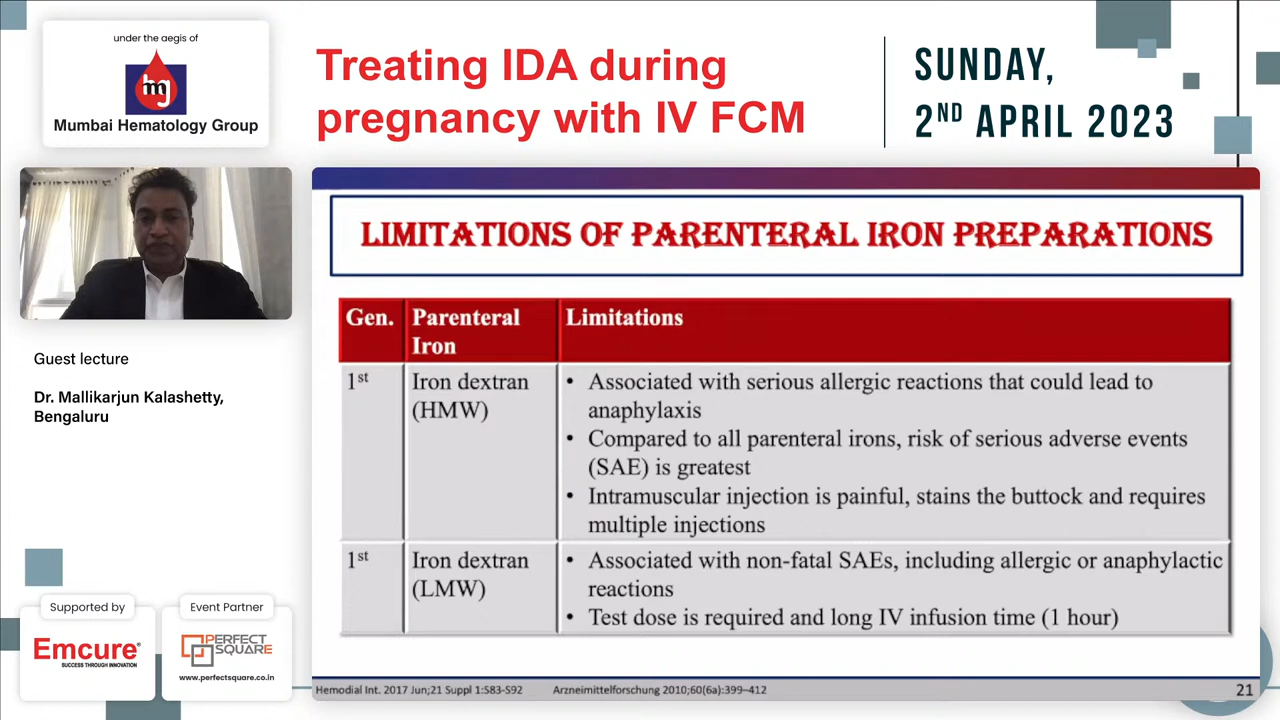 under the aegis of
mg
Mumbai Hematology Group
Treating IDA during
pregnancy with IV FCM
SUNDAY,
2ND APRIL 2023
Guest lecture
Dr. Mallikarjun Kalashetty,
Bengaluru
LIMITATIONS OF PARENTERAL IRON PREPARATIONS
Gen.
Parenteral
Iron
Limitations
1st
Iron dextran
(HMW)
• Associated with serious allergic reactions that could lead to
anaphylaxis
• Compared to all parenteral irons, risk of serious adverse events
(SAE) is greatest
• Intramuscular injection is painful, stains the buttock and requires
multiple injections
1st
Iron dextran
(LMW)
• Associated with non-fatal SAEs, including allergic or anaphylactic
reactions
• Test dose is required and long IV infusion time (1 hour)
Hemodial Int. 2017 Jun;21 Suppl 1:S83-S92 Arzneimittelforschung 2010;60(6a):399–412
21
Supported by
Emcure®
SUCCESS THROUGH INNOVATION
Event Partner
PERFECT
SQUARE
www.perfectsquare.co.in